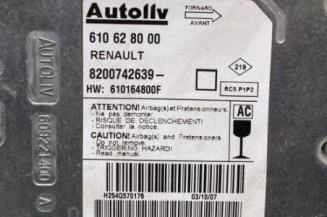 Autoliv
FORWARD
AVANT
610 62 80 00
RENAULT
8200742639-
HW: 610164800F
219
RCS P1P2
ATTENTION! Airbag(s) et Pretensionneurs.
- Ne pas demonter
- RISQUE DE DECLENCHEMENT!
- Consulter la notice.
CAUTION! Airbag(s) and Pretensioners
- Do not remove
- TRIGGERING HAZARD!
- Read manual.
AC
H254Q570176
03/10/07
AUTOLIV
609221400 A